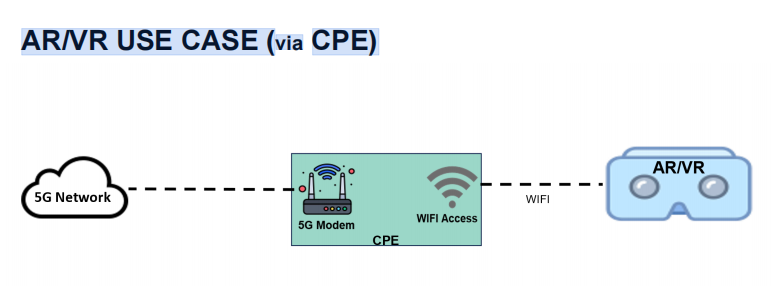 AR/VR USE CASE (via CPE)
5G Network
5G Modem
WIFI Access
CPE
WIFI
AR/VR